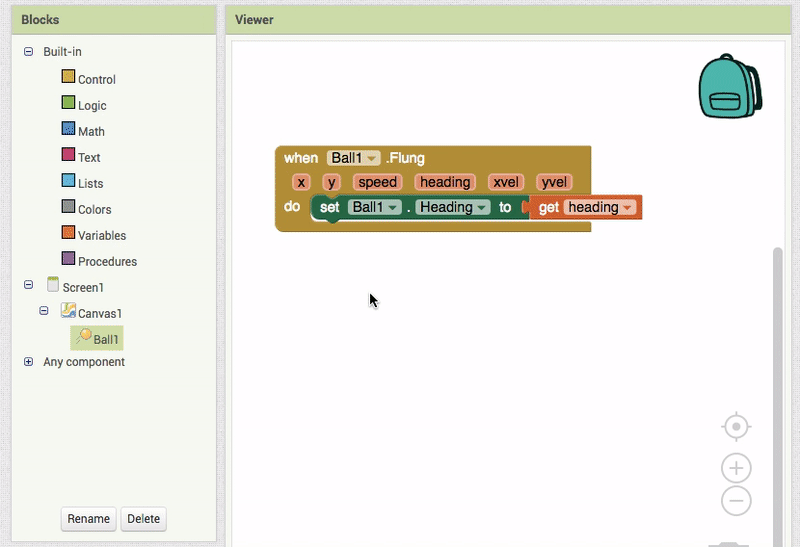 Blocks
Viewer
Built-in
Control
Logic
Math
Text
Lists
Colors
Variables
Procedures
Screen1
Canvas1
Ball1
Any component
Rename Delete
when Ball1 .Flung
x y speed heading xvel yvel
do set Ball1 . Heading to get heading